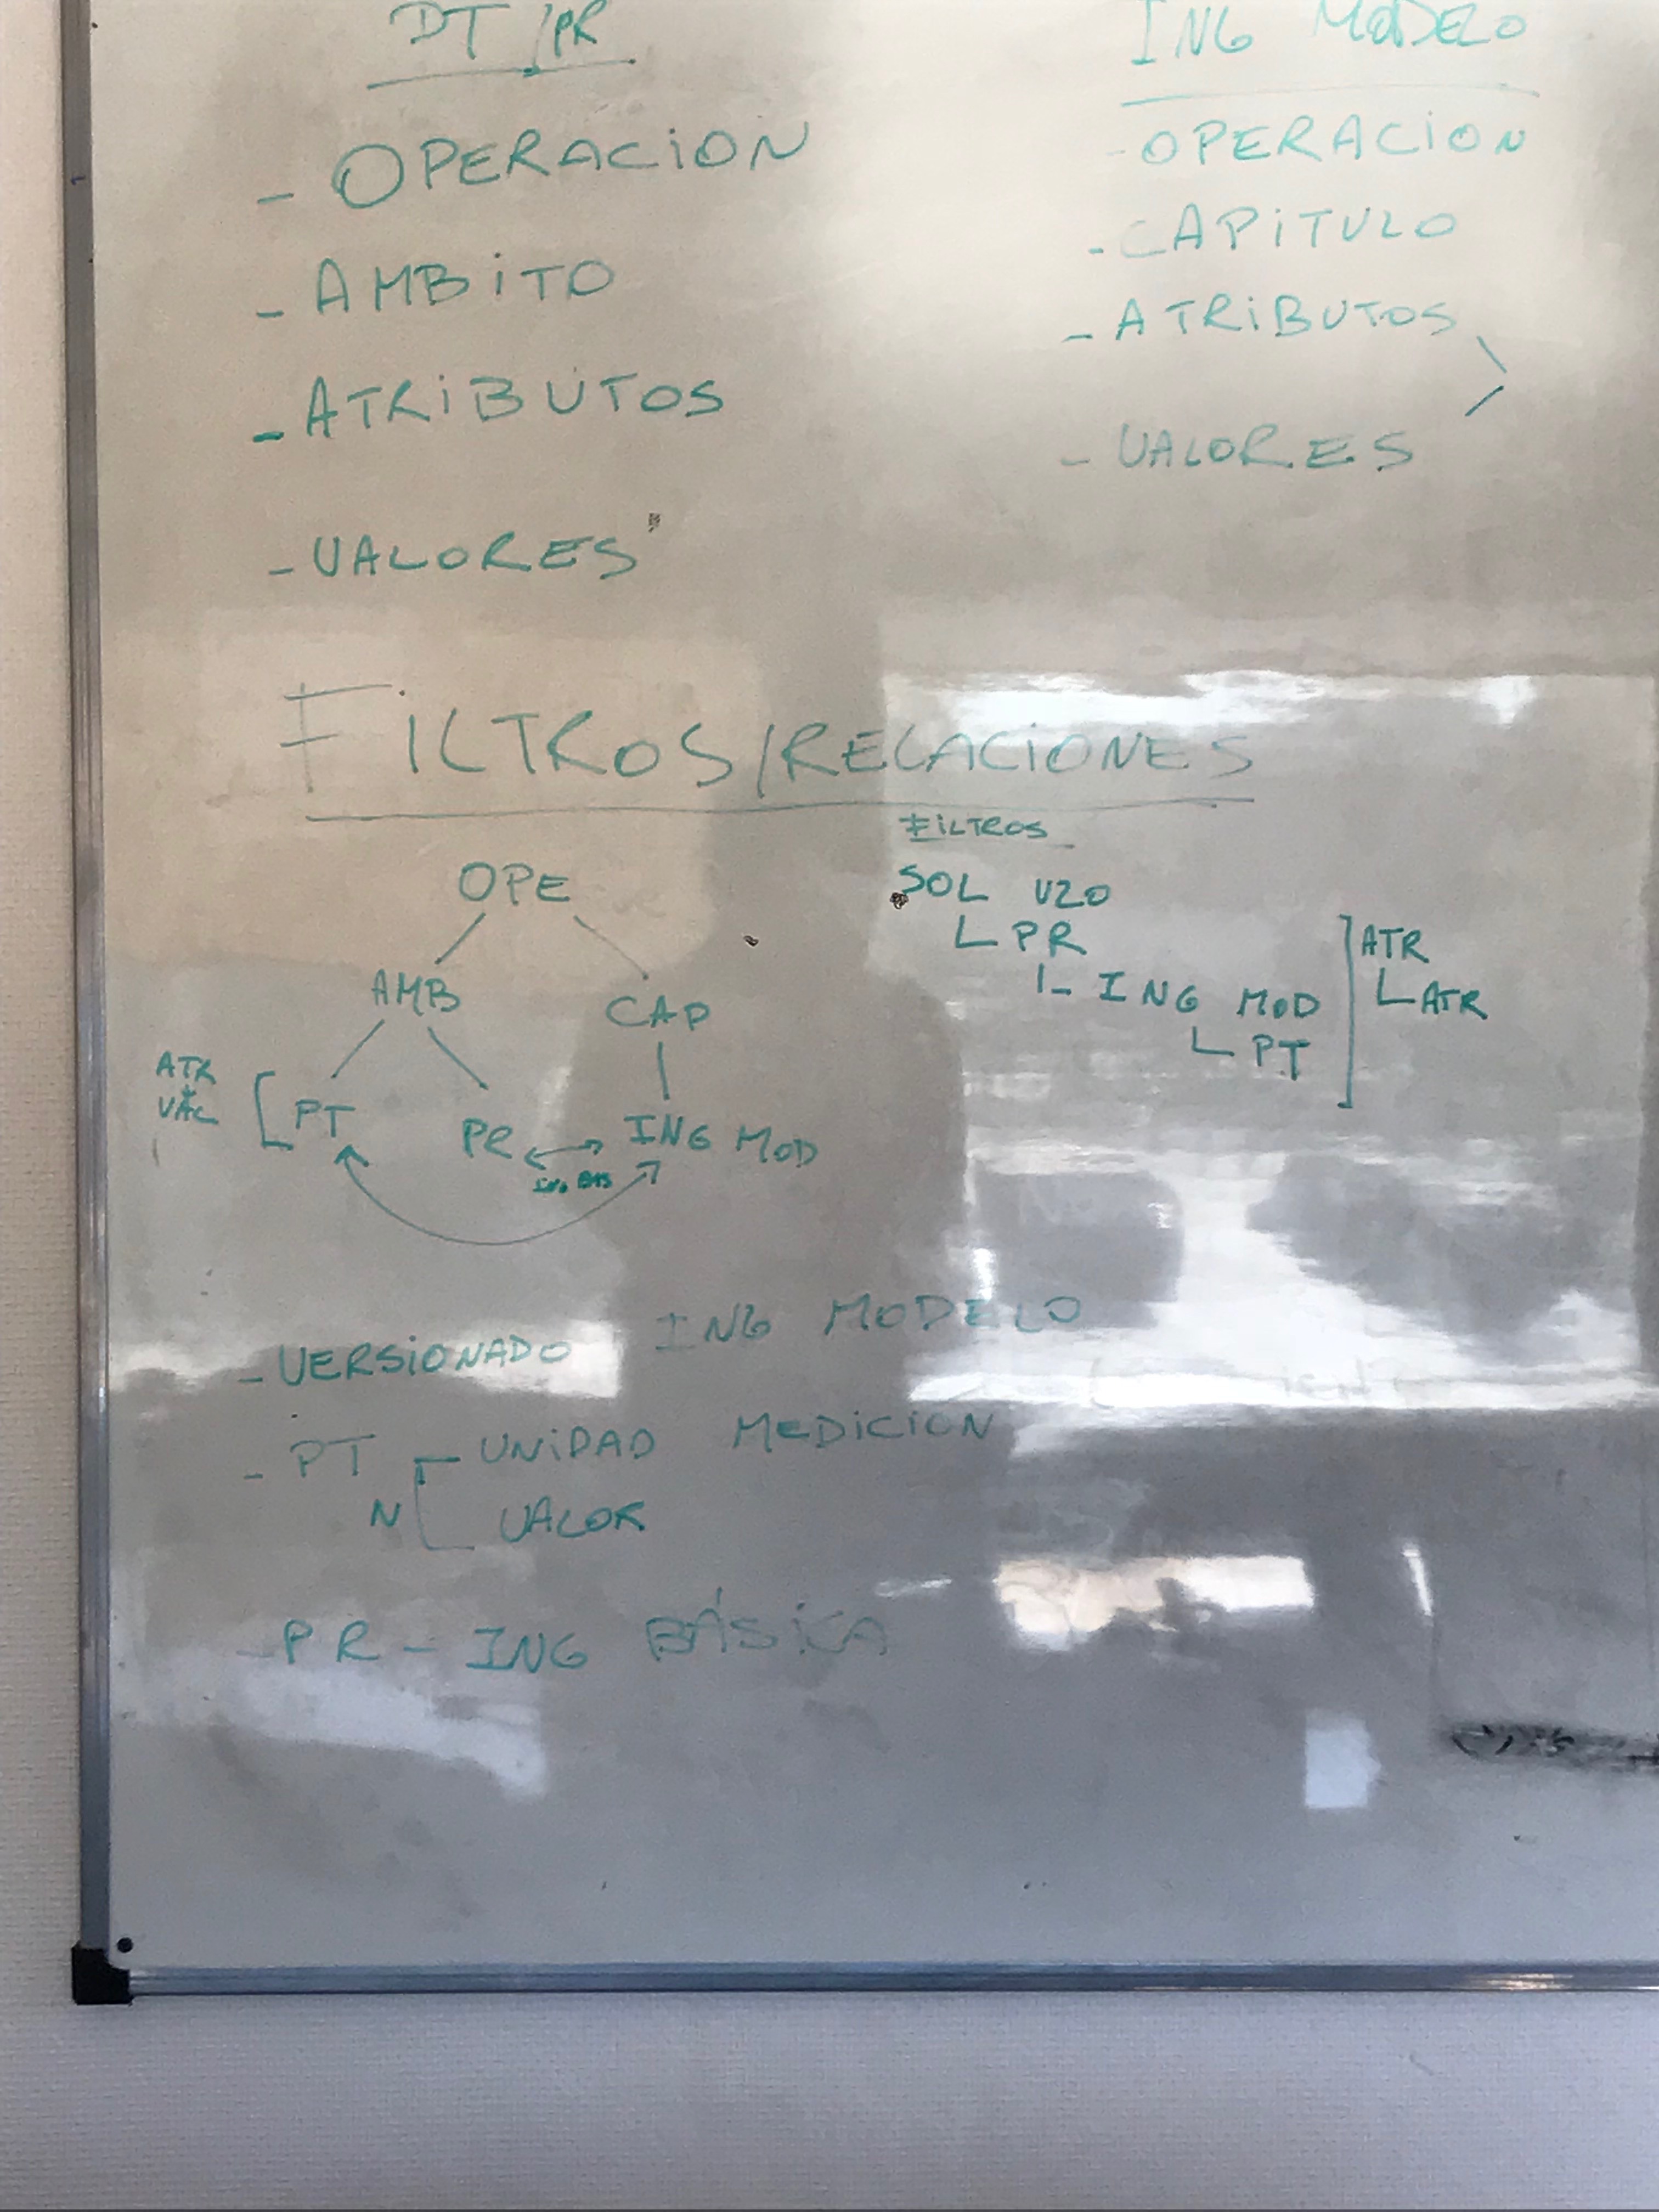 DT/PR
- OPERACION
- AMBITO
- ATRIBUTOS
- VALORES
ING MODELO
- OPERACION
- CAPITULO
- ATRIBUTOS
- VALORES
FILTROS/RELACIONES
OPE
AMB CAP
ATR
VAL
PT PR ING MOD
ING BAS
FILTROS
SOL V20
PR
ING MOD
PT
ATR
ATR
- VERSIONADO ING MODELO
- PT UNIDAD MEDICION
N VALOR
- PR - ING BÁSICA